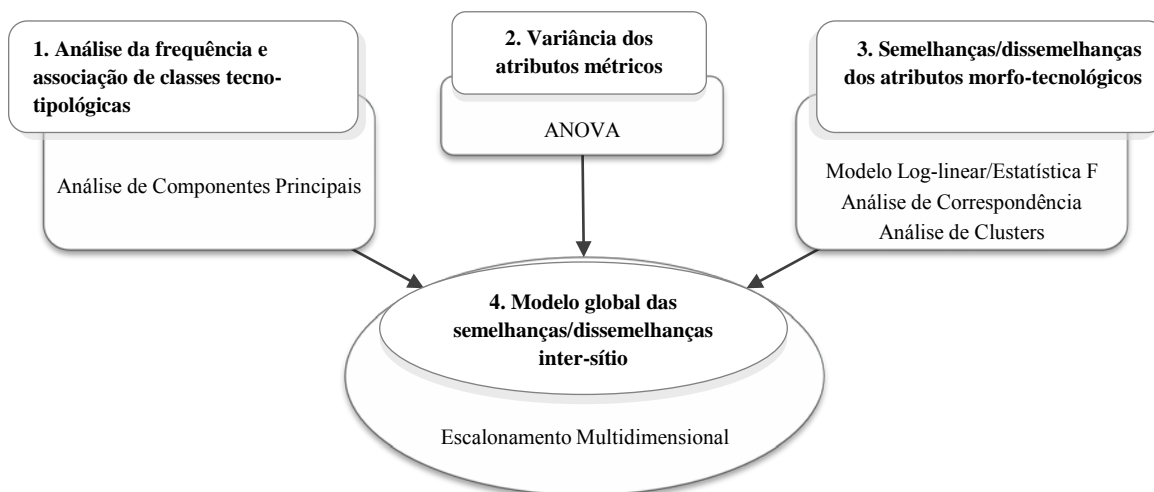 1. Análise da frequência e
associação de classes tecno-
tipológicas
Análise de Componentes Principais
2. Variância dos
atributos métricos
ANOVA
3. Semelhanças/dissemelhanças
dos atributos morfo-tecnológicos
Modelo Log-linear/Estatística F
Análise de Correspondência
Análise de Clusters
4. Modelo global das
semelhanças/dissemelhanças
inter-sítio
Escalonamento Multidimensional